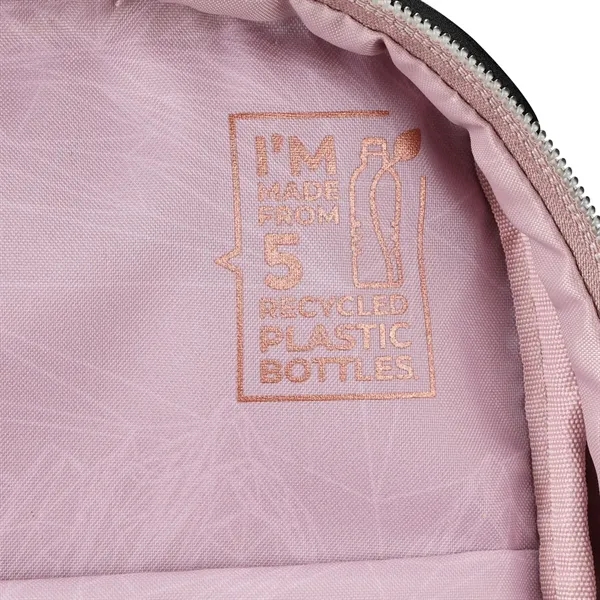 I'M
MADE
FROM
5
RECYCLED
PLASTIC
BOTTLES